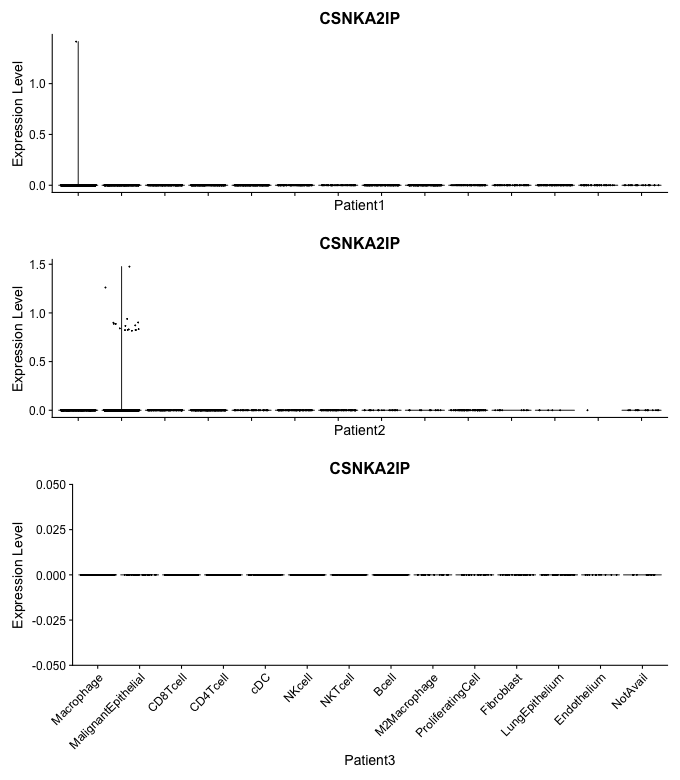 CSNKA2IP
Expression Level
1.0
0.5
0.0
Patient1
CSNKA2IP
Expression Level
1.5
1.0
0.5
0.0
Patient2
CSNKA2IP
Expression Level
0.050
0.025
0.000
-0.025
-0.050
Macrophage
MalignantEpithelial
CD8Tcell
CD4Tcell
cDC
NKcell
NKTcell
Bcell
M2Macrophage
ProliferatingCell
Fibroblast
LungEpithelium
Endothelium
NotAvail
Patient3